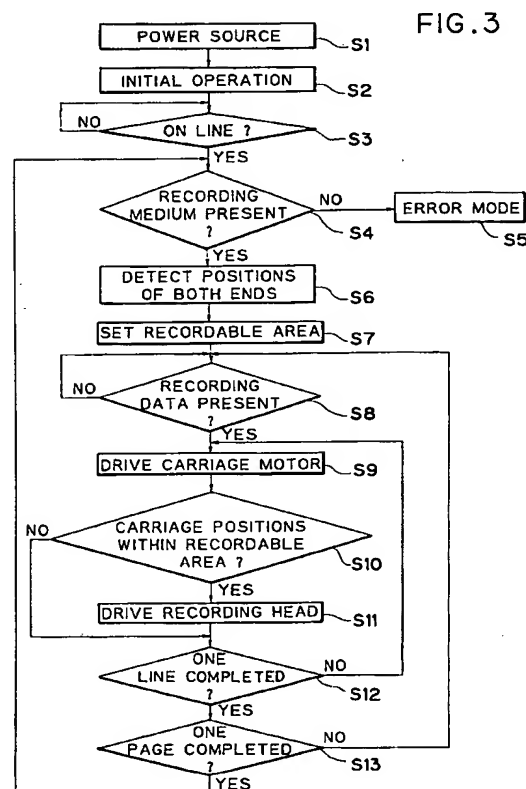 FIG.3
POWER SOURCE
S1
INITIAL OPERATION
S2
NO
ON LINE ?
S3
YES
RECORDING
MEDIUM PRESENT
?
NO
S4
ERROR MODE
S5
YES
DETECT POSITIONS
OF BOTH ENDS
S6
SET RECORDABLE AREA
S7
NO
RECORDING
DATA PRESENT
?
S8
YES
DRIVE CARRIAGE MOTOR
S9
NO
CARRIAGE POSITIONS
WITHIN RECORDABLE
AREA ?
S10
YES
DRIVE RECORDING HEAD
S11
ONE
LINE COMPLETED
?
NO
S12
YES
ONE
PAGE COMPLETED
?
NO
S13
YES